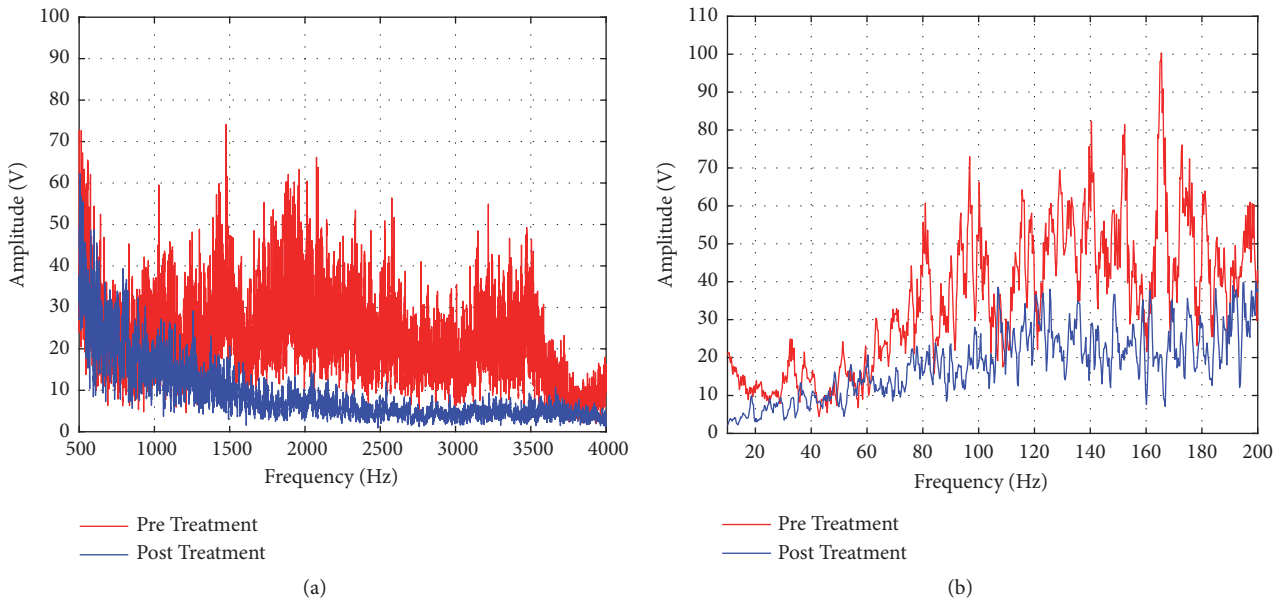 100
90
80
70
60
50
40
30
20
10
0
Amplitude (V)
500 1000 1500 2000 2500 3000 3500 4000
Frequency (Hz)
Pre Treatment
Post Treatment
(a)
110
100
90
80
70
60
50
40
30
20
10
0
Amplitude (V)
20 40 60 80 100 120 140 160 180 200
Frequency (Hz)
Pre Treatment
Post Treatment
(b)